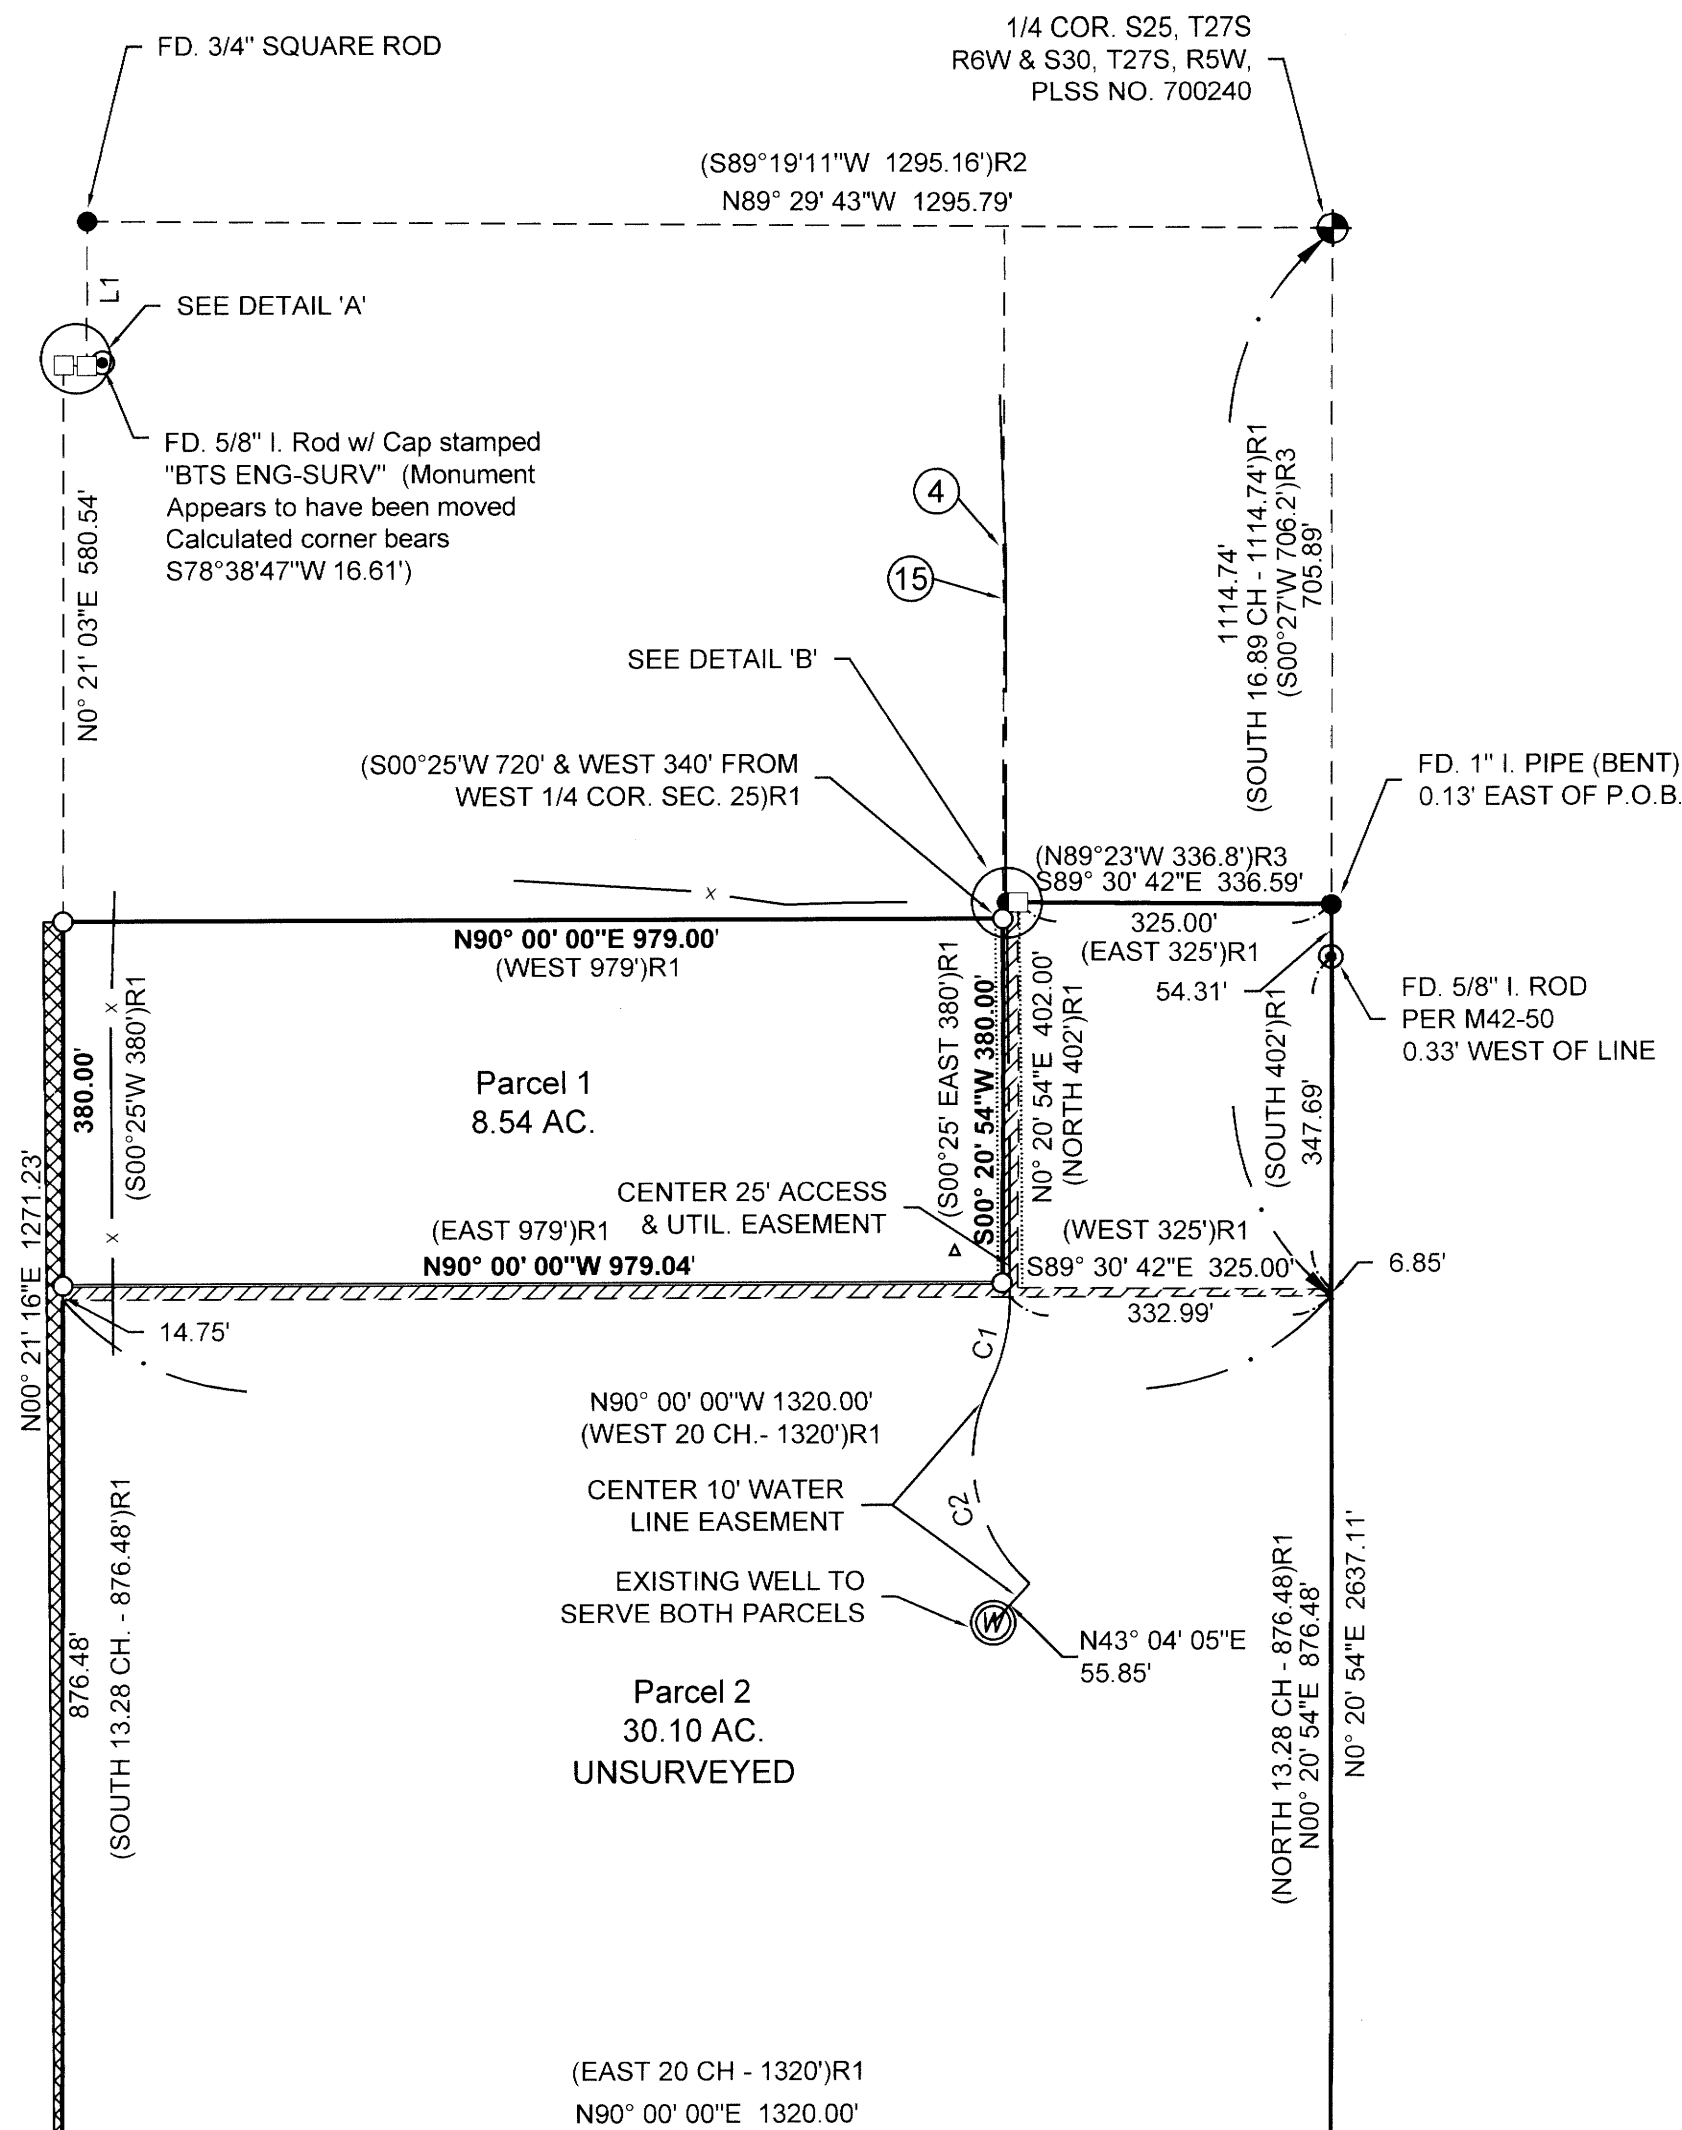 FD. 3/4" SQUARE ROD
1/4 COR. S25, T27S
R6W & S30, T27S, R5W,
PLSS NO. 700240
(S89°19'11"W 1295.16')R2
N89° 29' 43"W 1295.79'
L1
SEE DETAIL 'A'
FD. 5/8" I. Rod w/ Cap stamped
"BTS ENG-SURV" (Monument
Appears to have been moved
Calculated corner bears
S78°38'47"W 16.61')
N0° 21' 03"E 580.54'
4
15
1114.74'
(SOUTH 16.89 CH - 1114.74')R1
(S00°27'W 706.2')R3
705.89'
SEE DETAIL 'B'
(S00°25'W 720' & WEST 340' FROM
WEST 1/4 COR. SEC. 25)R1
FD. 1" I. PIPE (BENT)
0.13' EAST OF P.O.B.
(N89°23'W 336.8')R3
S89° 30' 42"E 336.59'
325.00'
(EAST 325')R1
54.31'
FD. 5/8" I. ROD
PER M42-50
0.33' WEST OF LINE
x
N90° 00' 00"E 979.00'
(WEST 979')R1
380.00'
x
x
(S00°25'W 380')R1
Parcel 1
8.54 AC.
(S00°25' EAST 380')R1
S00° 20' 54"W 380.00'
N0° 20' 54"E 402.00'
(NORTH 402')R1
(SOUTH 402')R1
347.69'
CENTER 25' ACCESS
& UTIL. EASEMENT
(EAST 979')R1
N90° 00' 00"W 979.04'
(WEST 325')R1
S89° 30' 42"E 325.00'
6.85'
332.99'
14.75'
N00° 21' 16"E 1271.23'
C1
N90° 00' 00"W 1320.00'
(WEST 20 CH.- 1320')R1
CENTER 10' WATER
LINE EASEMENT
C2
EXISTING WELL TO
SERVE BOTH PARCELS
W
N43° 04' 05"E
55.85'
876.48'
(SOUTH 13.28 CH. - 876.48')R1
Parcel 2
30.10 AC.
UNSURVEYED
(NORTH 13.28 CH - 876.48)R1
N00° 20' 54"E 876.48'
N0° 20' 54"E 2637.11'
(EAST 20 CH - 1320')R1
N90° 00' 00"E 1320.00'